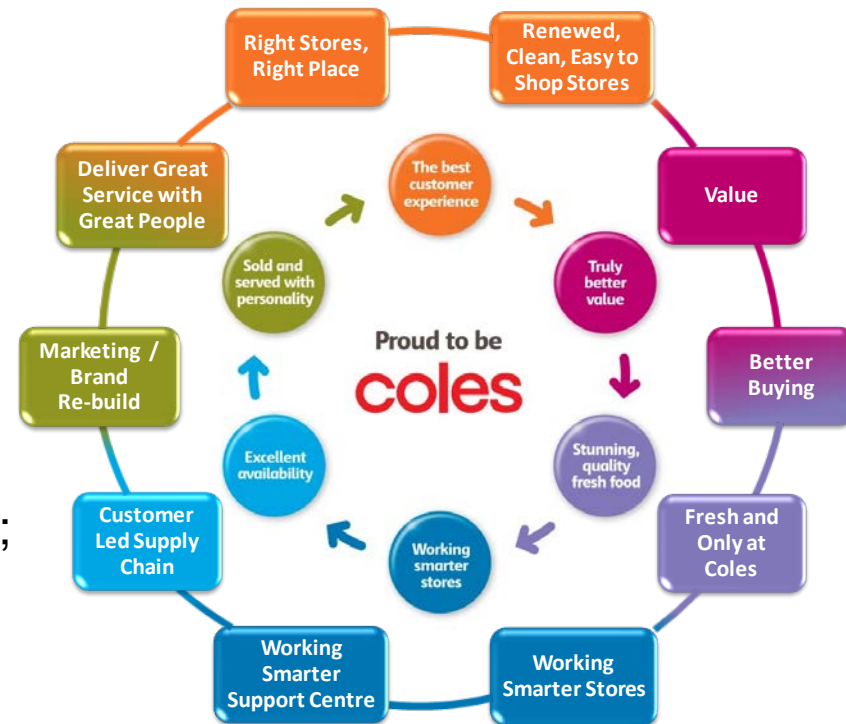 Right Stores,
Right Place
Renewed,
Clean, Easy to
Shop Stores
Deliver Great
Service with
Great People
The best
customer
experience
Value
Sold and
served with
personality
Truly
better
value
Proud to be
coles
Marketing /
Brand
Re-build
Better
Buying
Excellent
availability
Stunning,
quality
fresh food
;
Customer
Led Supply
Chain
Working
smarter
stores
Fresh and
Only at
Coles
Working
Smarter
Support Centre
Working
Smarter Stores